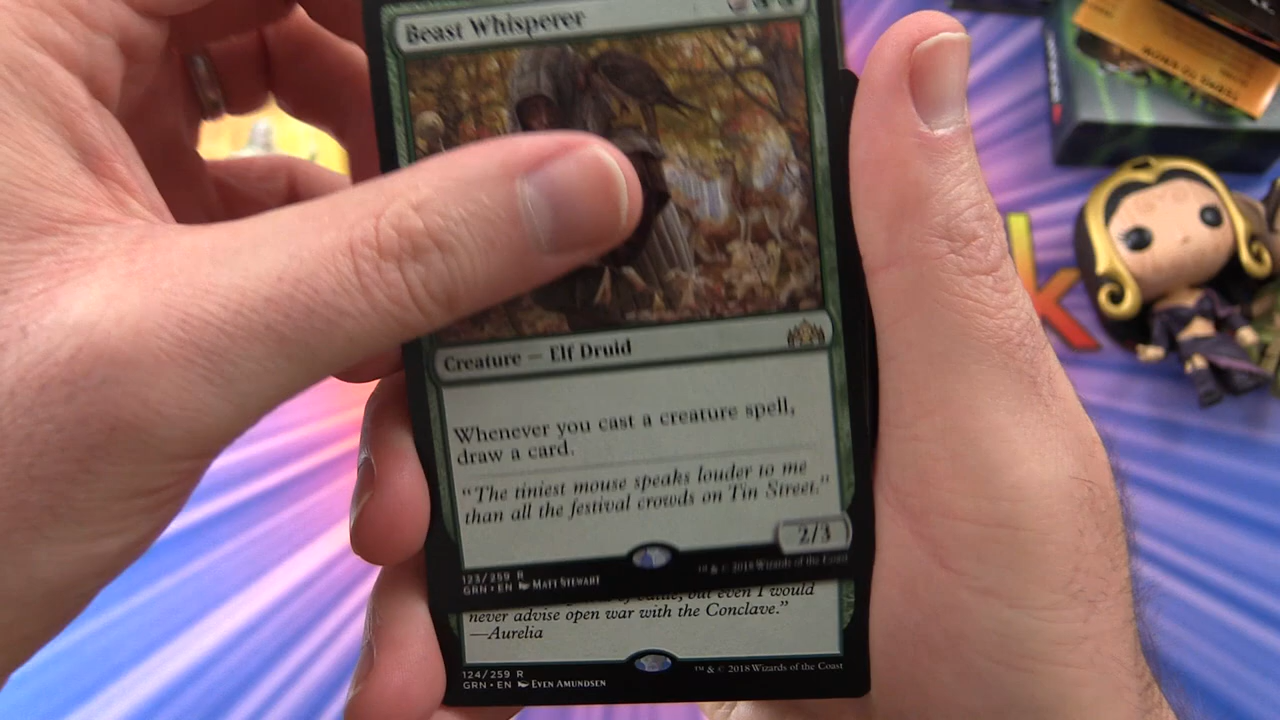 Beast Whisperer
Creature — Elf Druid
Whenever you cast a creature spell,
draw a card.
"The tiniest mouse speaks louder to me
than all the festival crowds on Tin Street."
2/3
123/259 R
GRN • EN Matt Stewart
™ & © 2018 Wizards of the Coast
but even I would
never advise open war with the Conclave."
—Aurelia
124/259 R
GRN • EN Even Amundsen
™ & © 2018 Wizards of the Coast
k